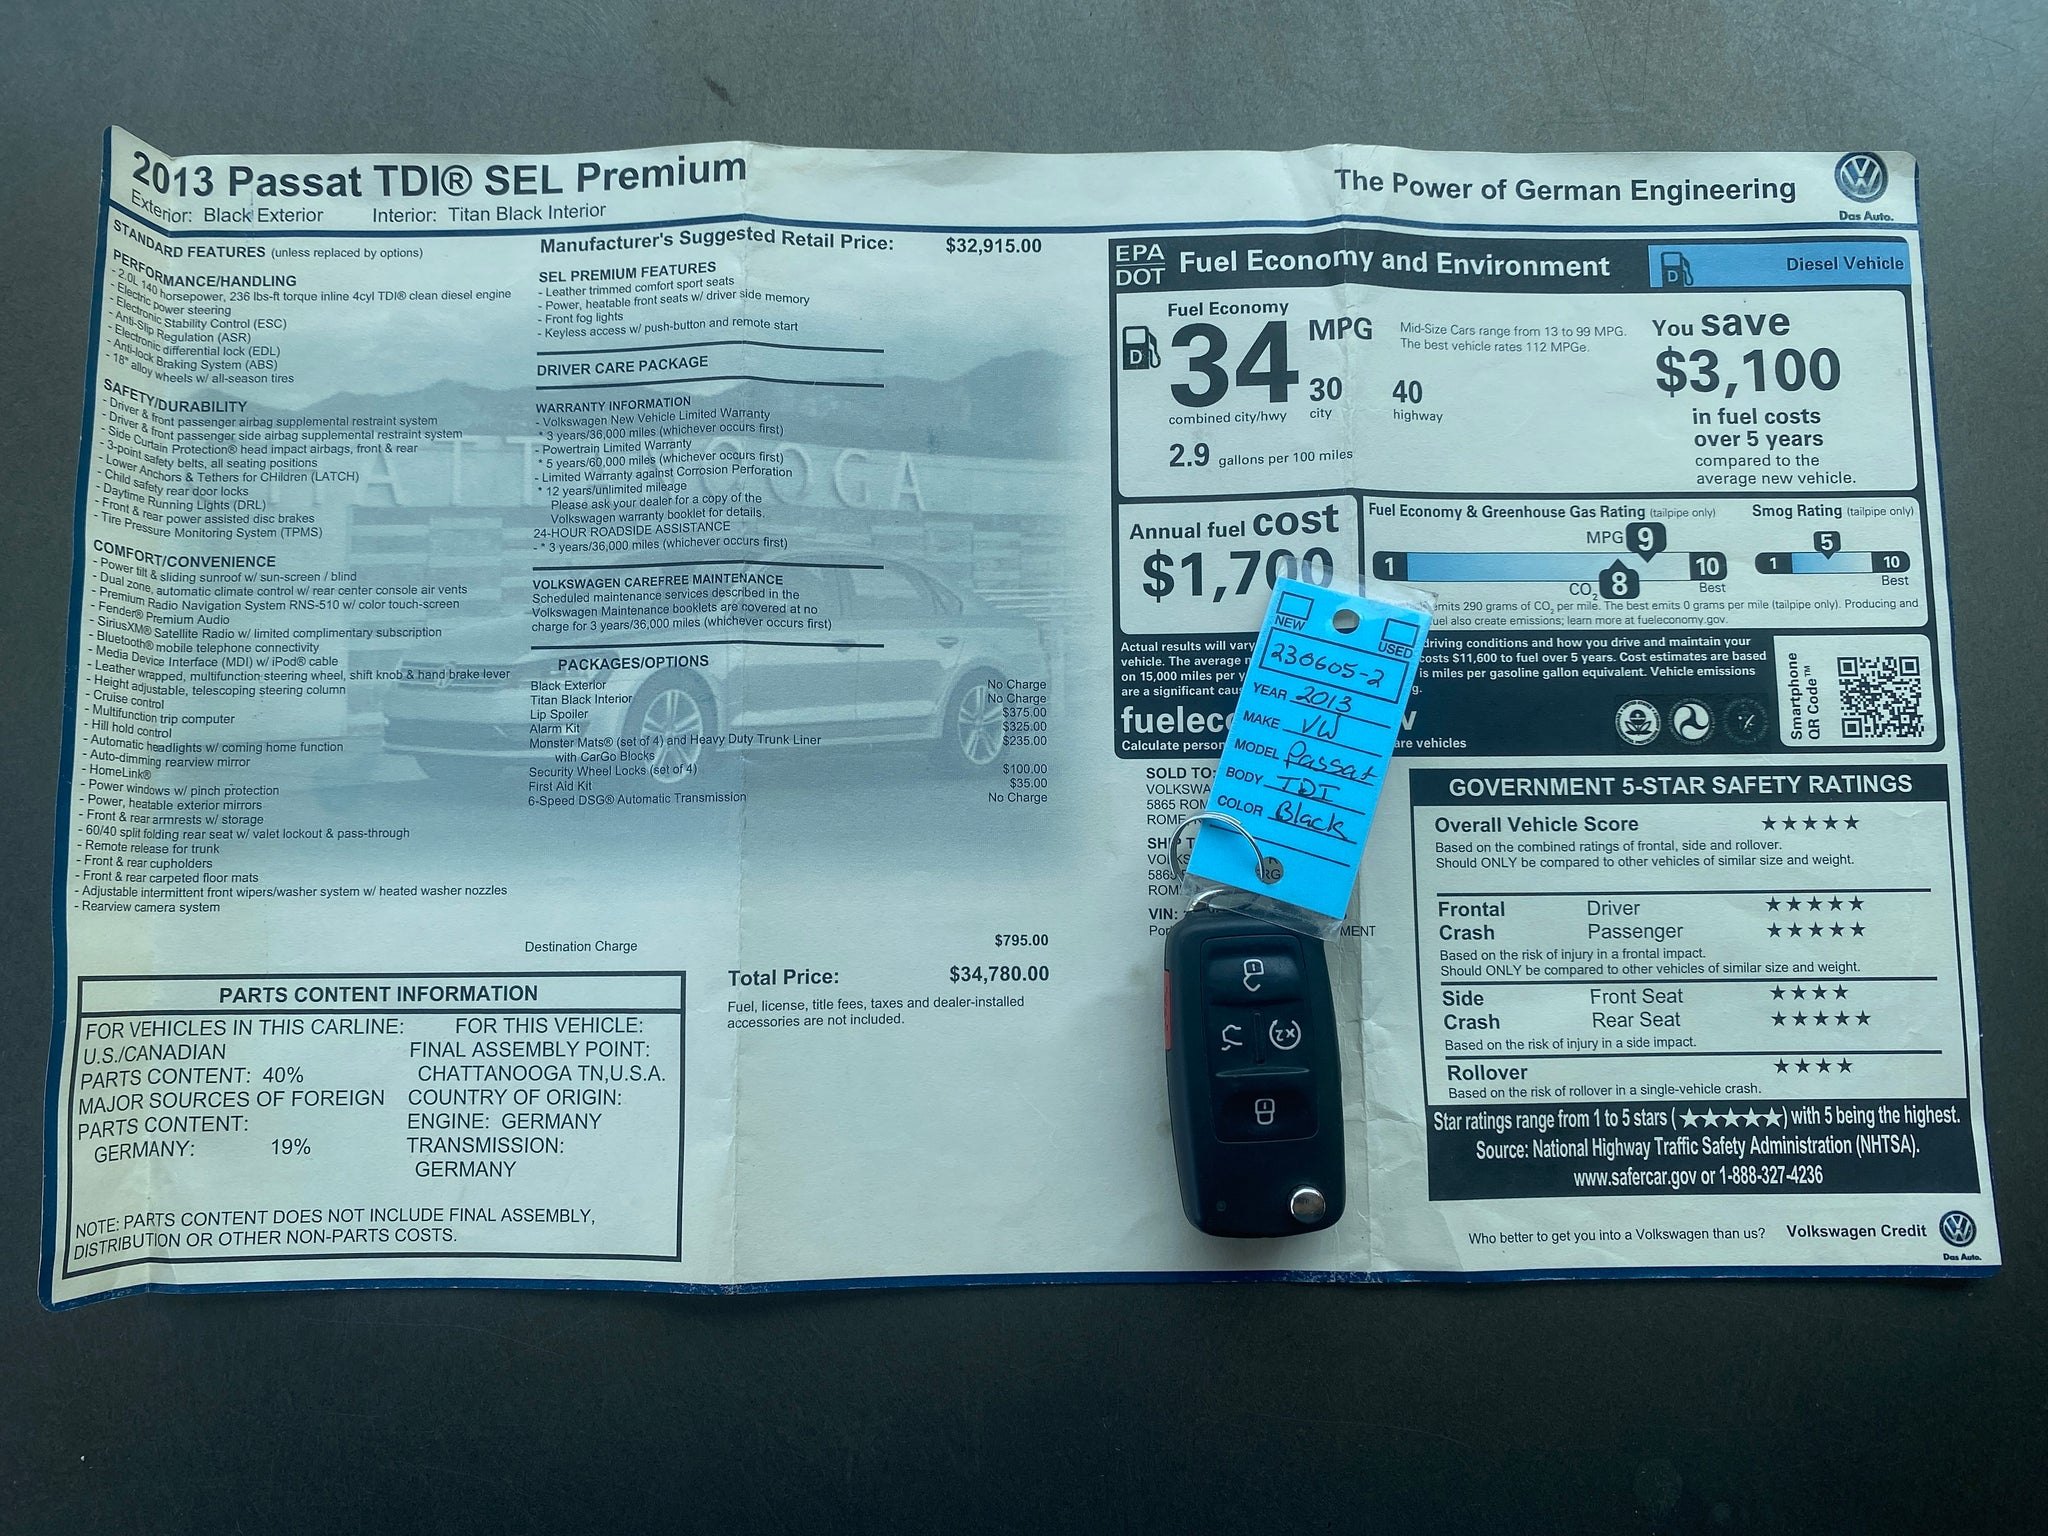 2013 Passat TDI® SEL Premium
Exterior: Black Exterior Interior: Titan Black Interior
The Power of German Engineering
Das Auto.
STANDARD FEATURES (unless replaced by options)
PERFORMANCE/HANDLING
- 2.0L 140 horsepower, 236 lbs-ft torque inline 4cyl TDI® clean diesel engine
- Electric power steering
- Electronic Stability Control (ESC)
- Anti-Slip Regulation (ASR)
- Electronic differential lock (EDL)
- Anti-lock Braking System (ABS)
- 18" alloy wheels w/ all-season tires
SAFETY/DURABILITY
- Driver & front passenger airbag supplemental restraint system
- Driver & front passenger side airbag supplemental restraint system
- Side Curtain Protection® head impact airbags, front & rear
- 3-point safety belts, all seating positions
- Lower Anchors & Tethers for Children (LATCH)
- Child safety rear door locks
- Daytime Running Lights (DRL)
- Front & rear power assisted disc brakes
- Tire Pressure Monitoring System (TPMS)
COMFORT/CONVENIENCE
- Power tilt & sliding sunroof w/ sun-screen / blind
- Dual zone, automatic climate control w/ rear center console air vents
- Premium Radio Navigation System RNS-510 w/ color touch-screen
- Fender® Premium Audio
- SiriusXM® Satellite Radio w/ limited complimentary subscription
- Bluetooth® mobile telephone connectivity
- Media Device Interface (MDI) w/ iPod® cable
- Leather wrapped, multifunction steering wheel, shift knob & hand brake lever
- Height adjustable, telescoping steering column
- Cruise control
- Multifunction trip computer
- Hill hold control
- Automatic headlights w/ coming home function
- Auto-dimming rearview mirror
- HomeLink®
- Power windows w/ pinch protection
- Power, heatable exterior mirrors
- Front & rear armrests w/ storage
- 60/40 split folding rear seat w/ valet lockout & pass-through
- Remote release for trunk
- Front & rear cupholders
- Front & rear carpeted floor mats
- Adjustable intermittent front wipers/washer system w/ heated washer nozzles
- Rearview camera system
Manufacturer's Suggested Retail Price: $32,915.00
SEL PREMIUM FEATURES
- Leather trimmed comfort sport seats
- Power, heatable front seats w/ driver side memory
- Front fog lights
- Keyless access w/ push-button and remote start
DRIVER CARE PACKAGE
WARRANTY INFORMATION
- Volkswagen New Vehicle Limited Warranty
* 3 years/36,000 miles (whichever occurs first)
- Powertrain Limited Warranty
* 5 years/60,000 miles (whichever occurs first)
- Limited Warranty against Corrosion Perforation
* 12 years/unlimited mileage
Please ask your dealer for a copy of the
Volkswagen warranty booklet for details.
24-HOUR ROADSIDE ASSISTANCE
- * 3 years/36,000 miles (whichever occurs first)
VOLKSWAGEN CAREFREE MAINTENANCE
Scheduled maintenance services described in the
Volkswagen Maintenance booklets are covered at no
charge for 3 years/36,000 miles (whichever occurs first)
PACKAGES/OPTIONS
Black Exterior No Charge
Titan Black Interior No Charge
Lip Spoiler $375.00
Alarm Kit $325.00
Monster Mats® (set of 4) and Heavy Duty Trunk Liner $235.00
with CarGo Blocks
Security Wheel Locks (set of 4) $100.00
First Aid Kit $35.00
6-Speed DSG® Automatic Transmission No Charge
Destination Charge $795.00
Total Price: $34,780.00
Fuel, license, title fees, taxes and dealer-installed
accessories are not included.
PARTS CONTENT INFORMATION
FOR VEHICLES IN THIS CARLINE:
U.S./CANADIAN
PARTS CONTENT: 40%
MAJOR SOURCES OF FOREIGN
PARTS CONTENT:
GERMANY: 19%
FOR THIS VEHICLE:
FINAL ASSEMBLY POINT:
CHATTANOOGA TN,U.S.A.
COUNTRY OF ORIGIN:
ENGINE: GERMANY
TRANSMISSION:
GERMANY
NOTE: PARTS CONTENT DOES NOT INCLUDE FINAL ASSEMBLY,
DISTRIBUTION OR OTHER NON-PARTS COSTS.
EPA
DOT
Fuel Economy and Environment
D
Diesel Vehicle
Fuel Economy
D
34 MPG
combined city/hwy
30
city
40
highway
2.9 gallons per 100 miles
Mid-Size Cars range from 13 to 99 MPG.
The best vehicle rates 112 MPGe.
You save
$3,100
in fuel costs
over 5 years
compared to the
average new vehicle.
Annual fuel cost
$1,700
Fuel Economy & Greenhouse Gas Rating (tailpipe only)
MPG 9
1 10
Best
CO2 8
Smog Rating (tailpipe only)
5
1 10
Best
emits 290 grams of CO2 per mile. The best emits 0 grams per mile (tailpipe only). Producing and
fuel also create emissions; learn more at fueleconomy.gov.
Actual results will vary driving conditions and how you drive and maintain your
vehicle. The average costs $11,600 to fuel over 5 years. Cost estimates are based
on 15,000 miles per is miles per gasoline gallon equivalent. Vehicle emissions
are a significant
Calculate vehicles
Smartphone
QR Code™
NEW
USED
230605-2
YEAR 2013
MAKE VW
MODEL Passat
BODY TDI
COLOR Black
SOLD TO:
5865
VIN:
GOVERNMENT 5-STAR SAFETY RATINGS
Overall Vehicle Score ★★★★★
Based on the combined ratings of frontal, side and rollover.
Should ONLY be compared to other vehicles of similar size and weight.
Frontal Driver ★★★★★
Crash Passenger ★★★★★
Based on the risk of injury in a frontal impact.
Should ONLY be compared to other vehicles of similar size and weight.
Side Front Seat ★★★★
Crash Rear Seat ★★★★★
Based on the risk of injury in a side impact.
Rollover ★★★★
Based on the risk of rollover in a single-vehicle crash.
Star ratings range from 1 to 5 stars (★★★★★) with 5 being the highest.
Source: National Highway Traffic Safety Administration (NHTSA).
www.safercar.gov or 1-888-327-4236
Who better to get you into a Volkswagen than us? Volkswagen Credit
Das Auto.